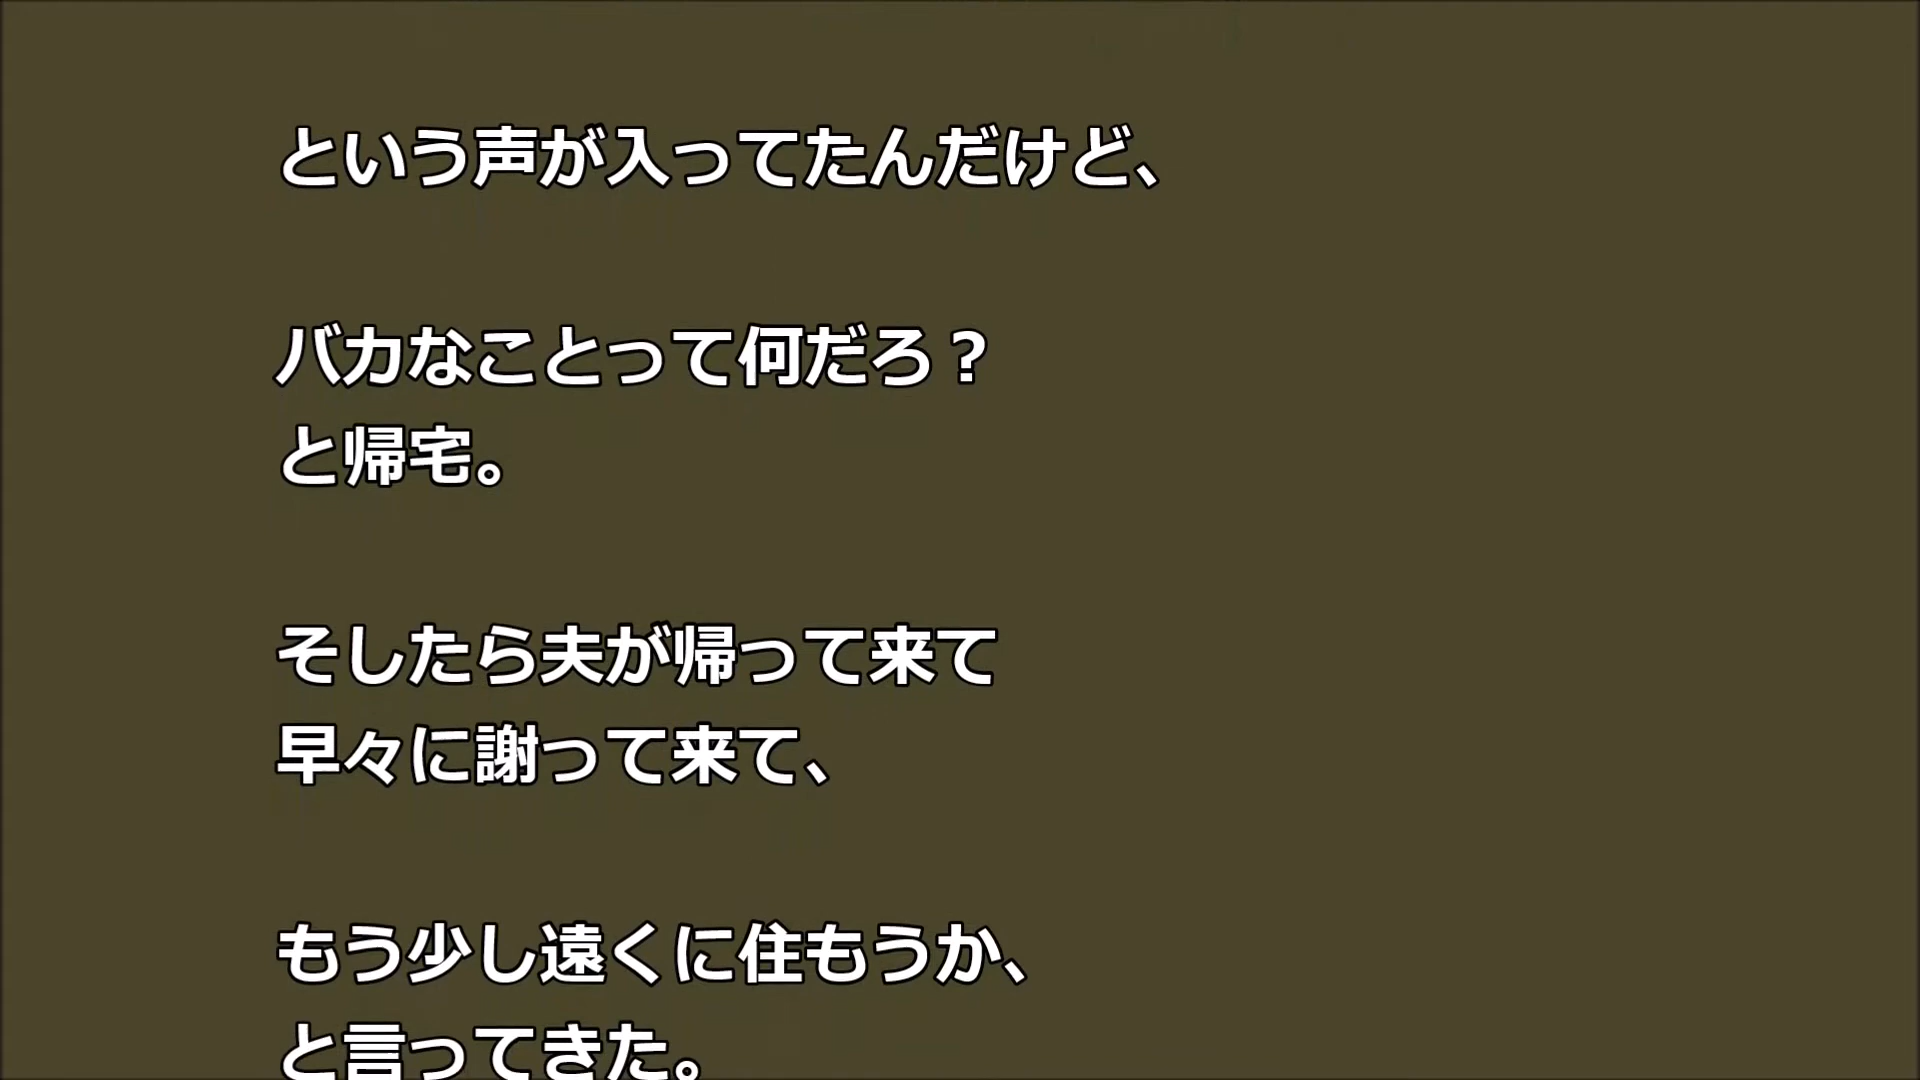 という声が入ってたんだけど、
バカなことって何だろ？
と帰宅。
そしたら夫が帰って来て
早々に謝って来て、
もう少し遠くに住もうか、
と言ってきた。